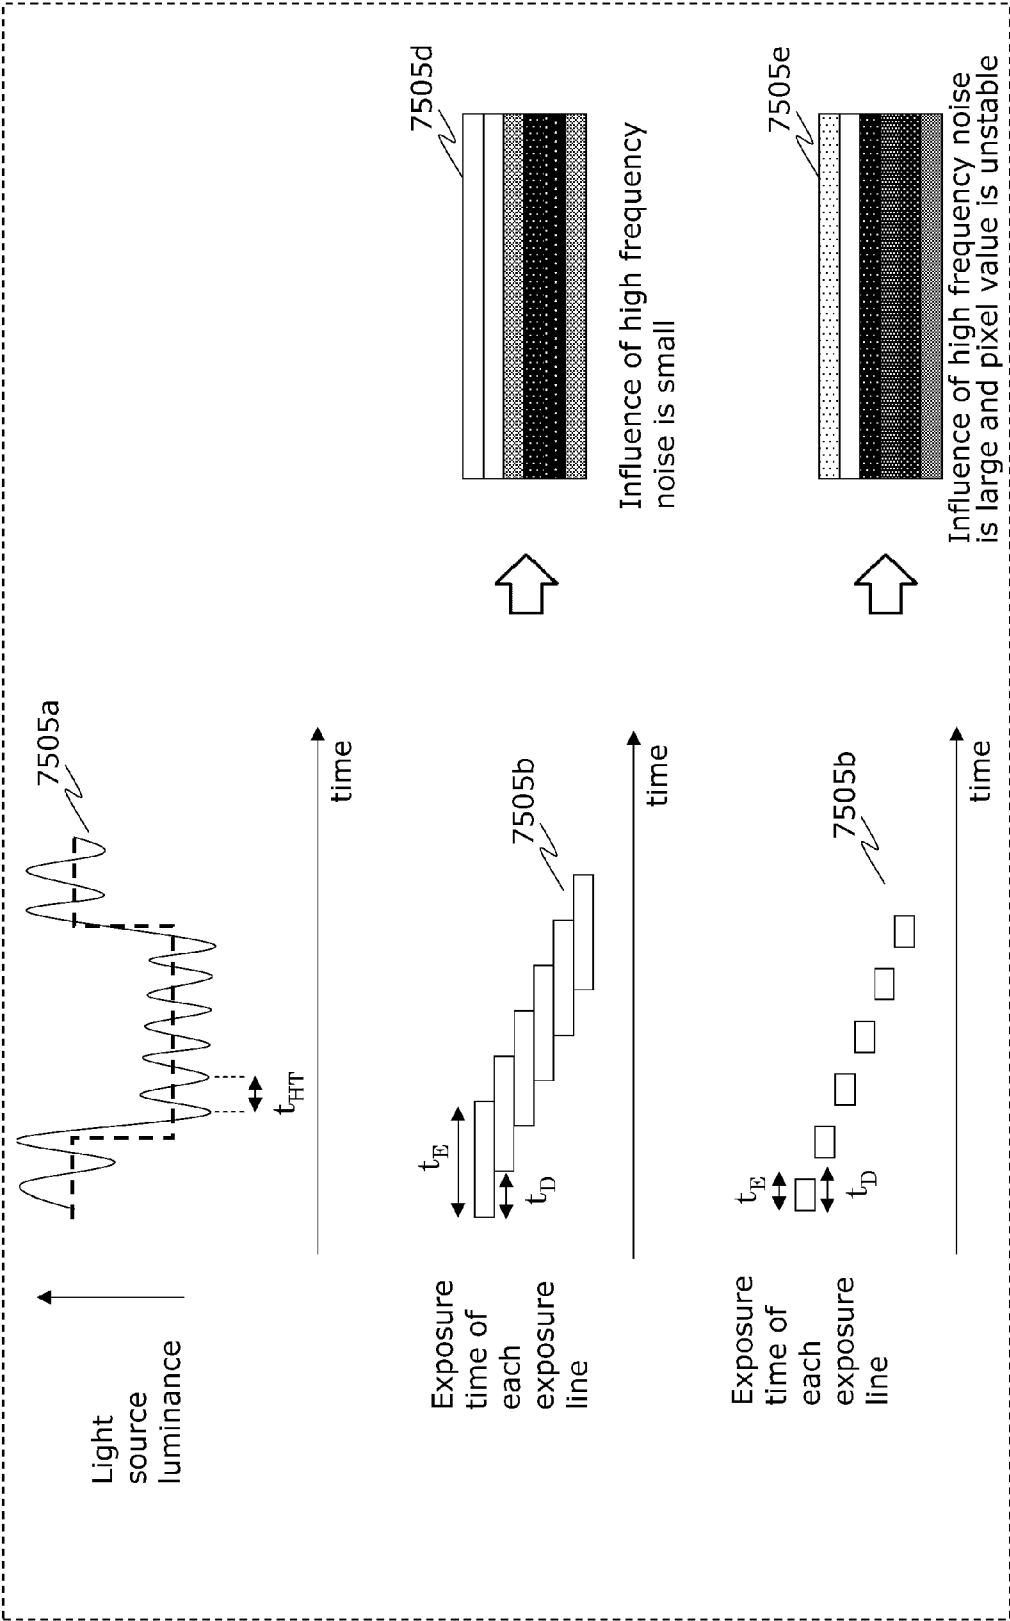 Light
source
luminance
7505a
t_HT
time
Exposure
time of
each
exposure
line
t_E
t_D
7505b
time
7505d
Influence of high frequency
noise is small
Exposure
time of
each
exposure
line
t_E
t_D
7505b
time
7505e
Influence of high frequency noise
is large and pixel value is unstable